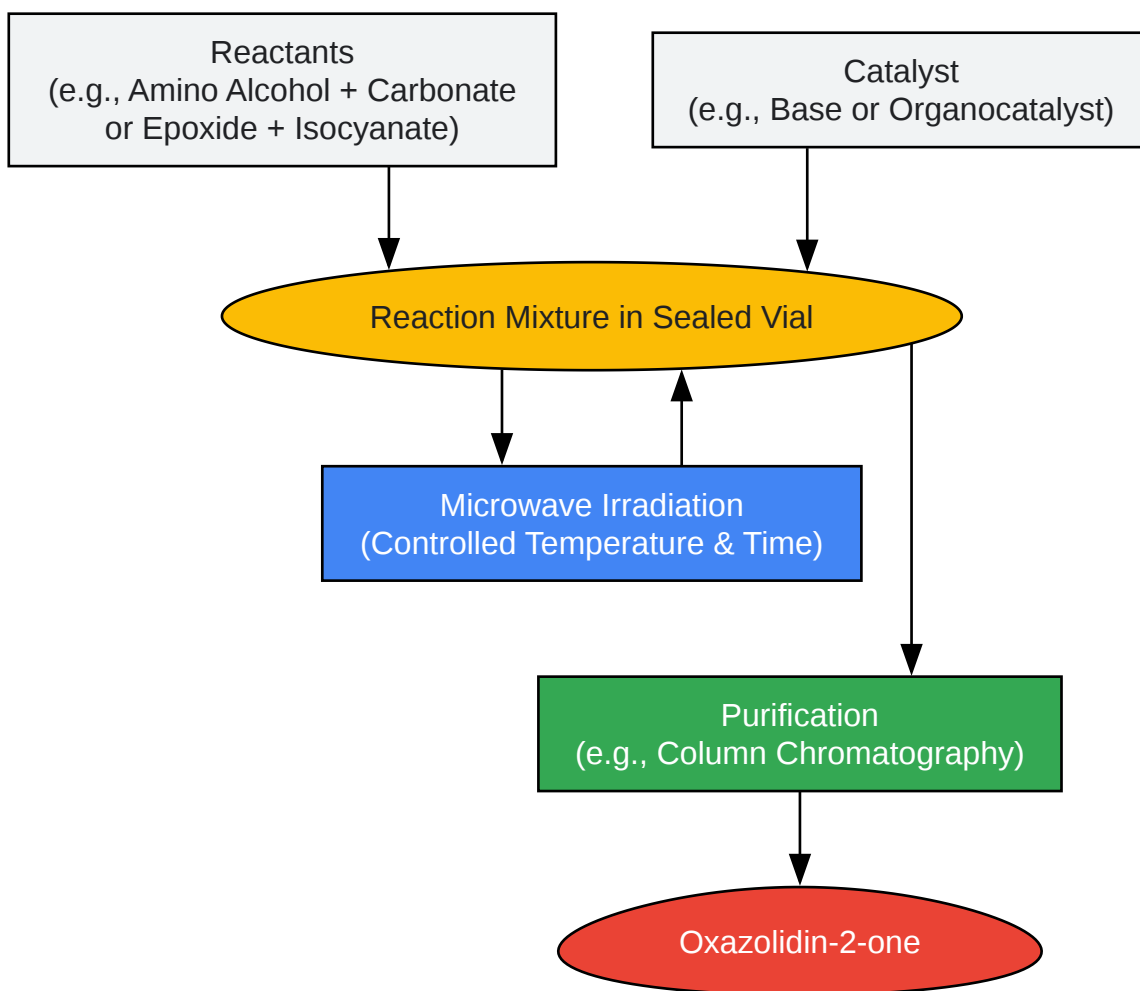 Reactants
(e.g., Amino Alcohol + Carbonate
or Epoxide + Isocyanate)
Catalyst
(e.g., Base or Organocatalyst)
Reaction Mixture in Sealed Vial
Microwave Irradiation
(Controlled Temperature & Time)
Purification
(e.g., Column Chromatography)
Oxazolidin-2-one